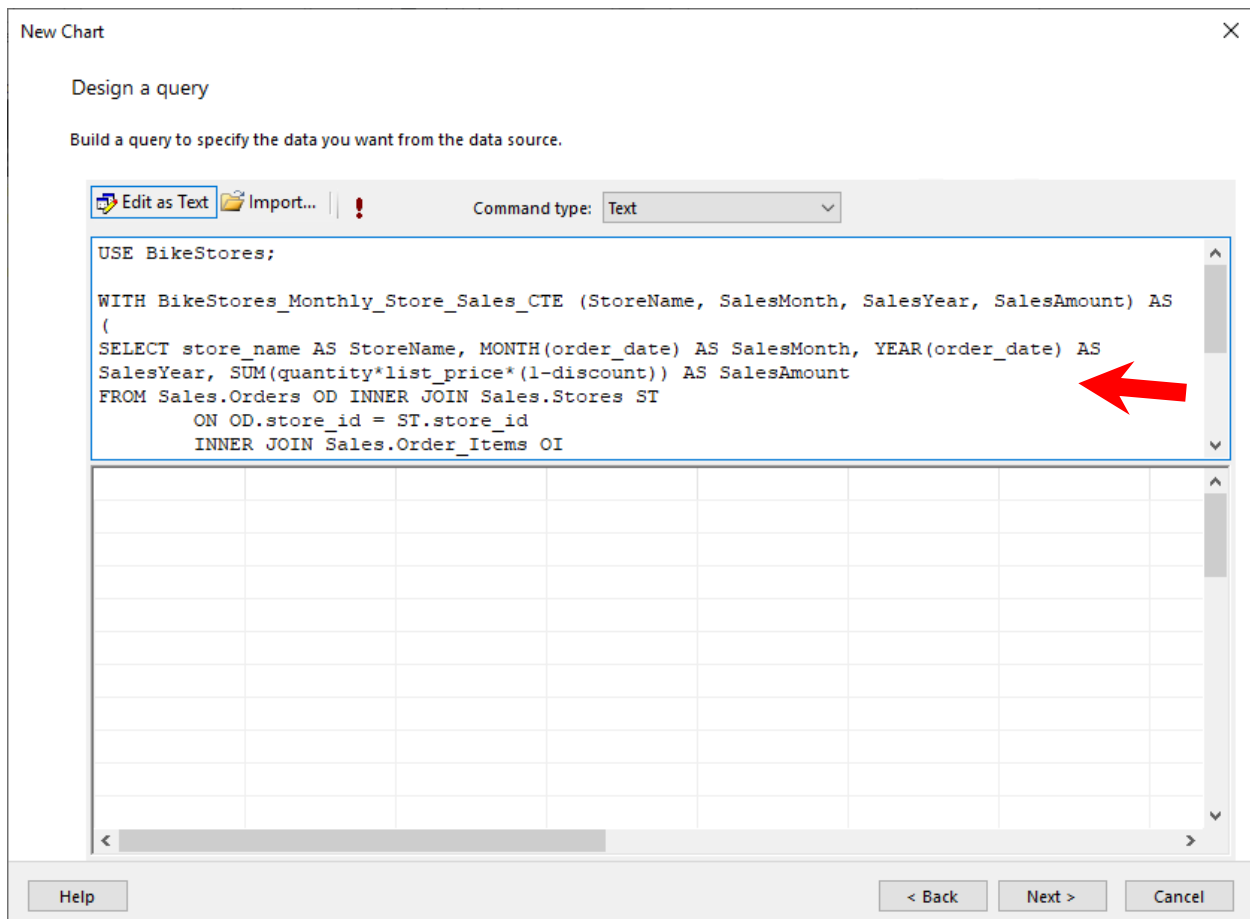 New Chart
Design a query
Build a query to specify the data you want from the data source.
Edit as Text Import... ! Command type: Text
USE BikeStores;
WITH BikeStores_Monthly_Store_Sales_CTE (StoreName, SalesMonth, SalesYear, SalesAmount) AS
(
SELECT store_name AS StoreName, MONTH(order_date) AS SalesMonth, YEAR(order_date) AS
SalesYear, SUM(quantity*list_price*(1-discount)) AS SalesAmount
FROM Sales.Orders OD INNER JOIN Sales.Stores ST
ON OD.store_id = ST.store_id
INNER JOIN Sales.Order_Items OI
Help < Back Next > Cancel